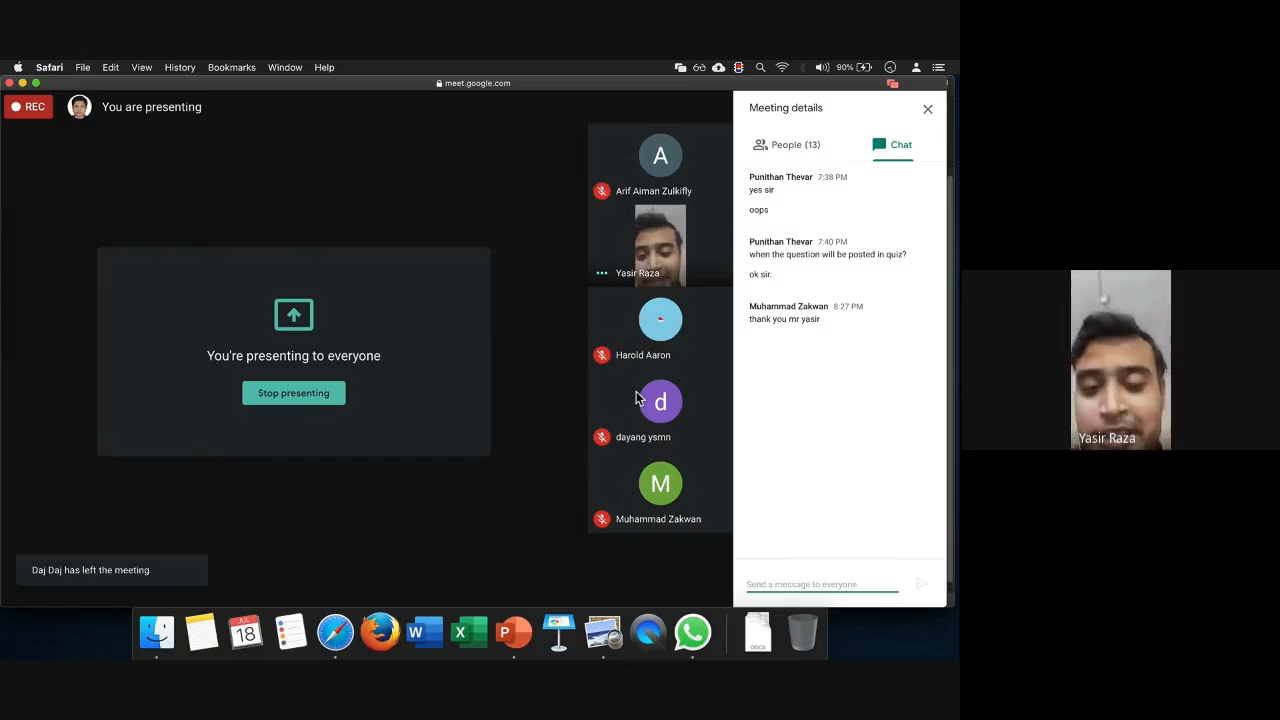 Safari File Edit View History Bookmarks Window Help 90%
meet.google.com
REC You are presenting
Meeting details
People (13) Chat
A
Arif Aiman Zulkifly
Punithan Thevar 7:38 PM
yes sir
oops
Punithan Thevar 7:40 PM
when the question will be posted in quiz?
ok sir.
Yasir Raza
Muhammad Zakwan 8:27 PM
thank you mr yasir
Harold Aaron
You're presenting to everyone
Stop presenting
d
dayang ysmn
Yasir Raza
M
Muhammad Zakwan
Daj Daj has left the meeting
Send a message to everyone
JUL
18
W X P
DOCX